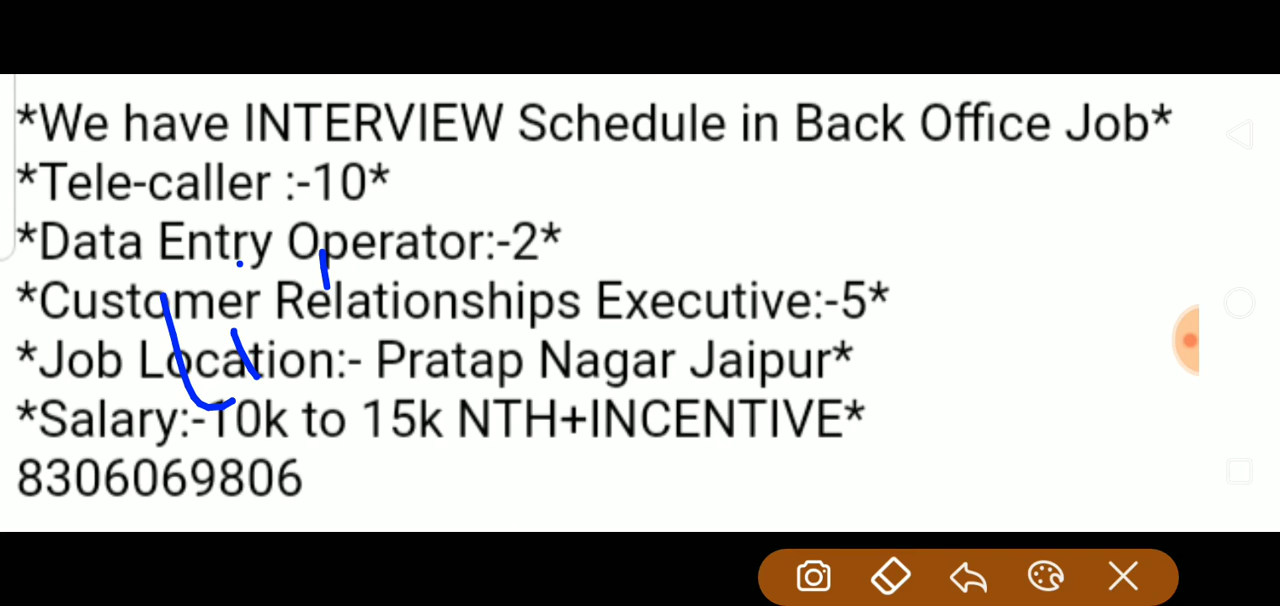 *We have INTERVIEW Schedule in Back Office Job*
*Tele-caller :-10*
*Data Entry Operator:-2*
*Customer Relationships Executive:-5*
*Job Location:- Pratap Nagar Jaipur*
*Salary:-10k to 15k NTH+INCENTIVE*
8306069806